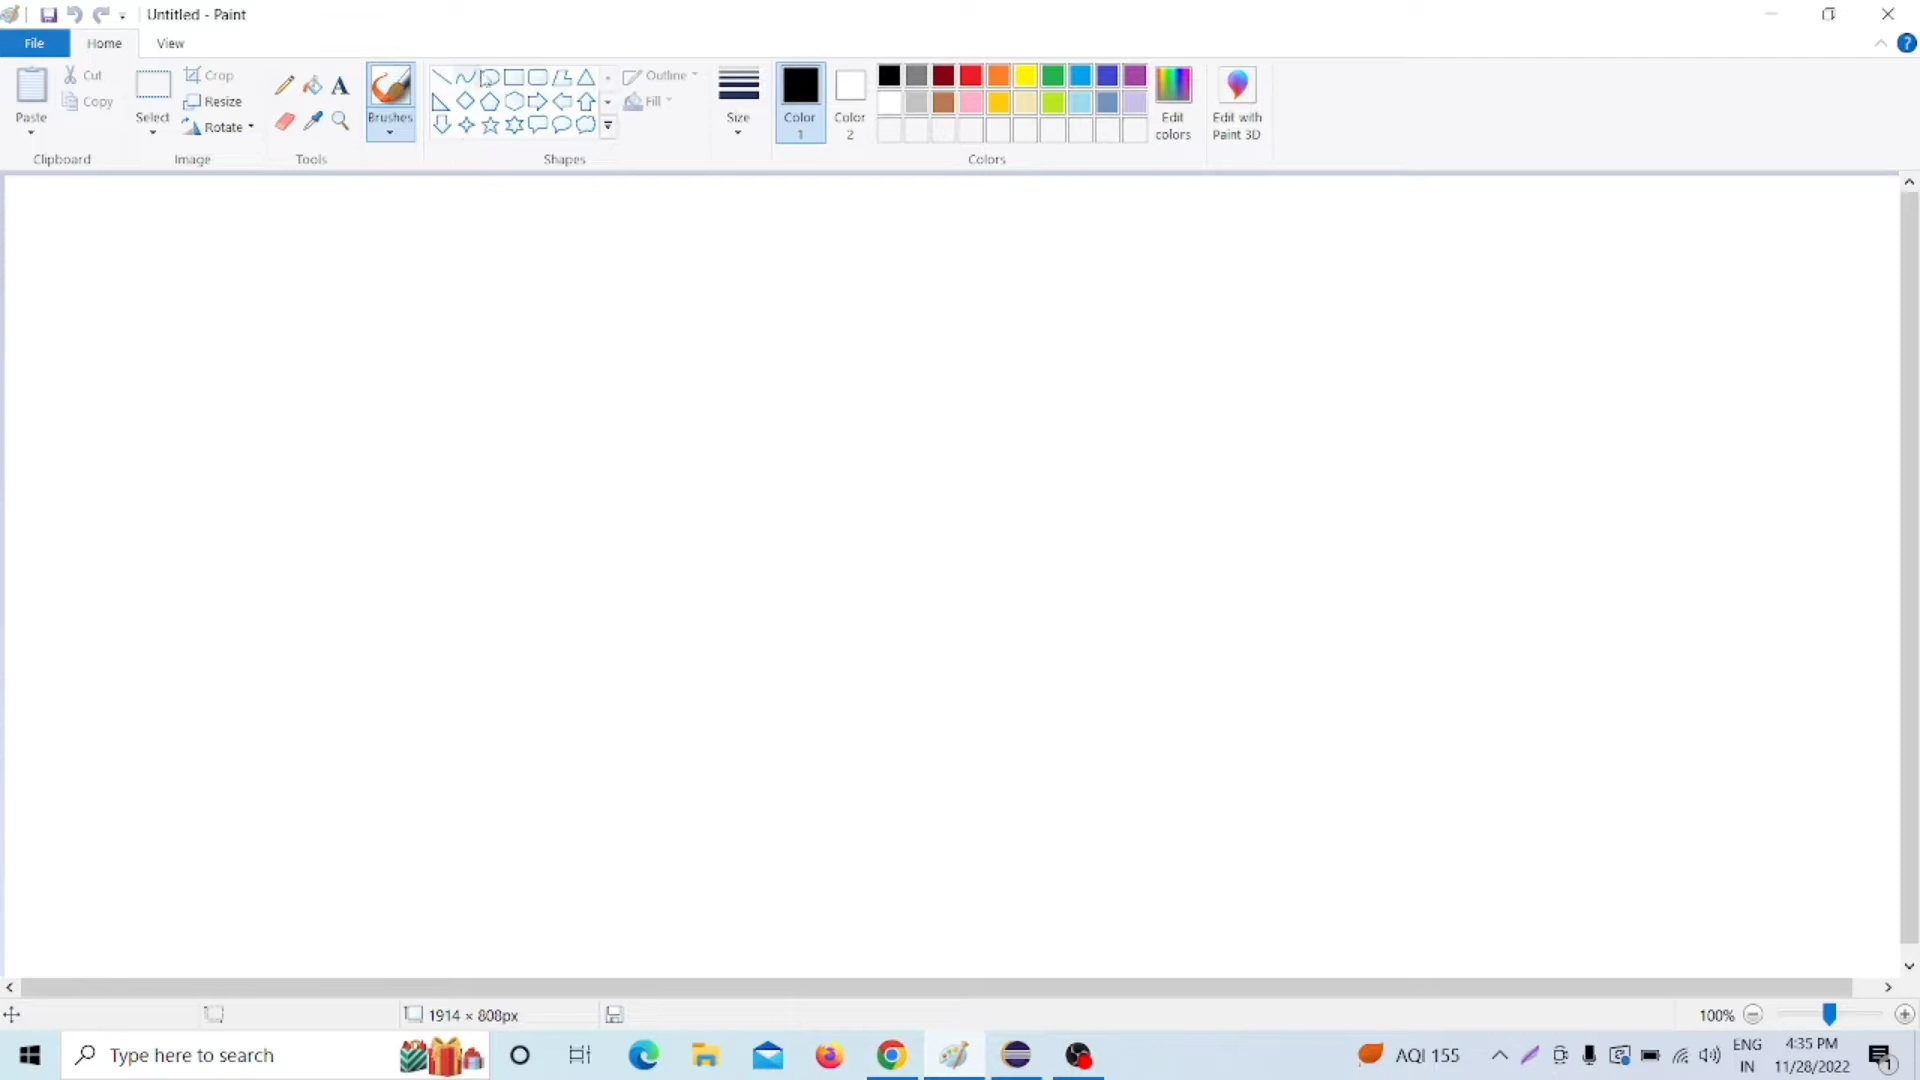 Untitled - Paint
File
Home
View
Paste
Cut
Copy
Clipboard
Select
Crop
Resize
Rotate
Image
A
Tools
Brushes
Shapes
Outline
Fill
Size
Color
1
Color
2
Colors
Edit
colors
Edit with
Paint 3D
?
1914 × 808px
100%
Type here to search
AQI 155
ENG
IN
4:35 PM
11/28/2022
1